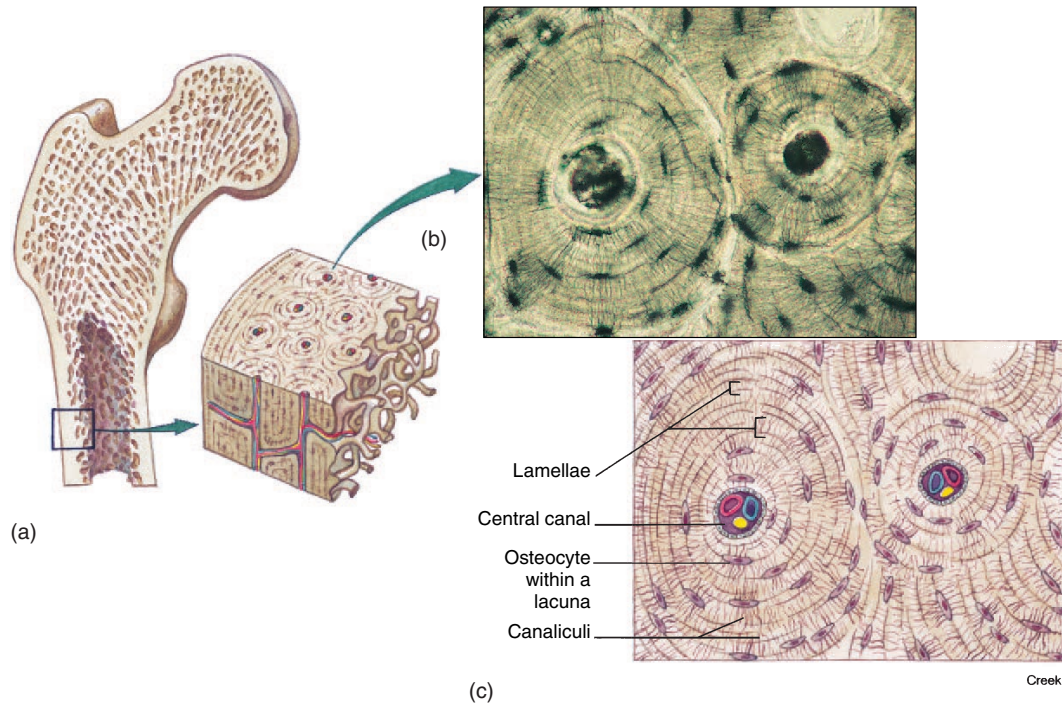 (b)
(a)
Lamellae
Central canal
Osteocyte
within a
lacuna
Canaliculi
Creek
(c)